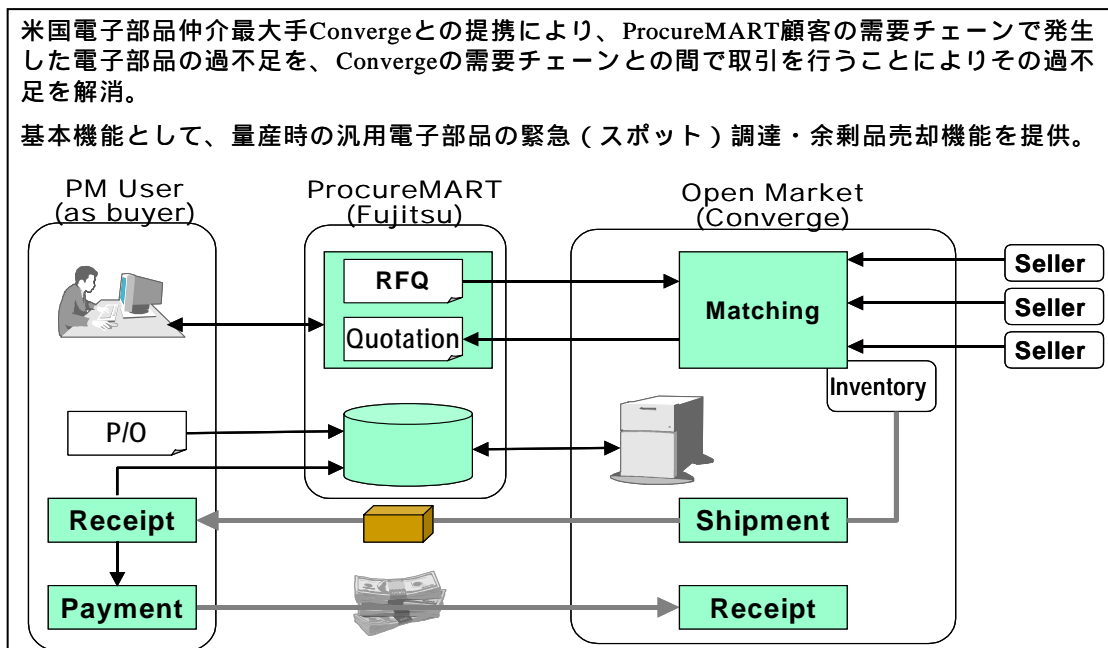 米国電子部品仲介最大手Convergeとの提携により、ProcureMART顧客の需要チェーンで発生
した電子部品の過不足を、Convergeの需要チェーンとの間で取引を行うことによりその過不
足を解消。
基本機能として、量産時の汎用電子部品の緊急(スポット)調達・余剰品売却機能を提供。
PM User
(as buyer)
ProcureMART
(Fujitsu)
Open Market
(Converge)
RFQ
Quotation
Matching
Seller
Seller
Seller
Inventory
P/O
Receipt
Shipment
Payment
Receipt